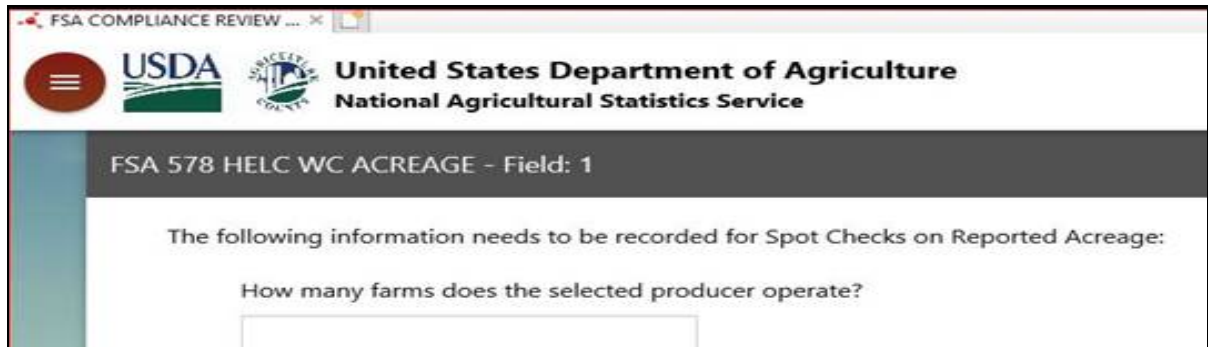 FSA COMPLIANCE REVIEW ... ×
USDA
AGRICULTURE
COUNTS
United States Department of Agriculture
National Agricultural Statistics Service
FSA 578 HELC WC ACREAGE - Field: 1
The following information needs to be recorded for Spot Checks on Reported Acreage:
How many farms does the selected producer operate?